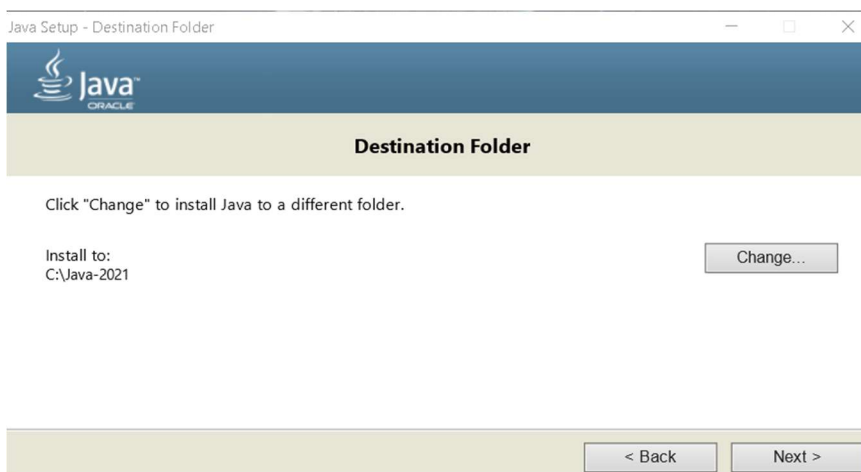 Java Setup - Destination Folder
Java™
ORACLE
Destination Folder
Click "Change" to install Java to a different folder.
Install to:
C:\Java-2021
Change...
< Back
Next >